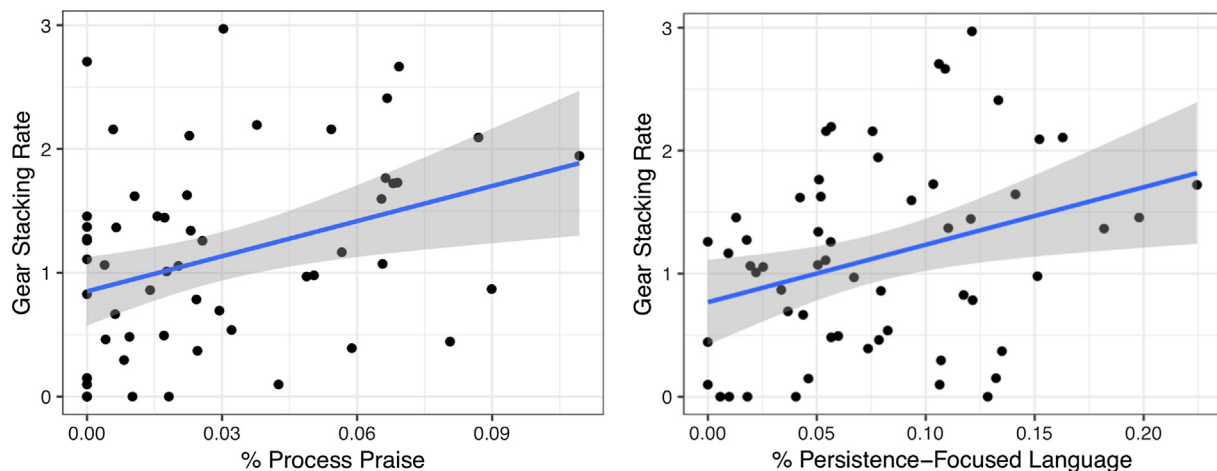 3
2
1
0
Gear Stacking Rate
0.00 0.03 0.06 0.09
% Process Praise
3
2
1
0
Gear Stacking Rate
0.00 0.05 0.10 0.15 0.20
% Persistence−Focused Language